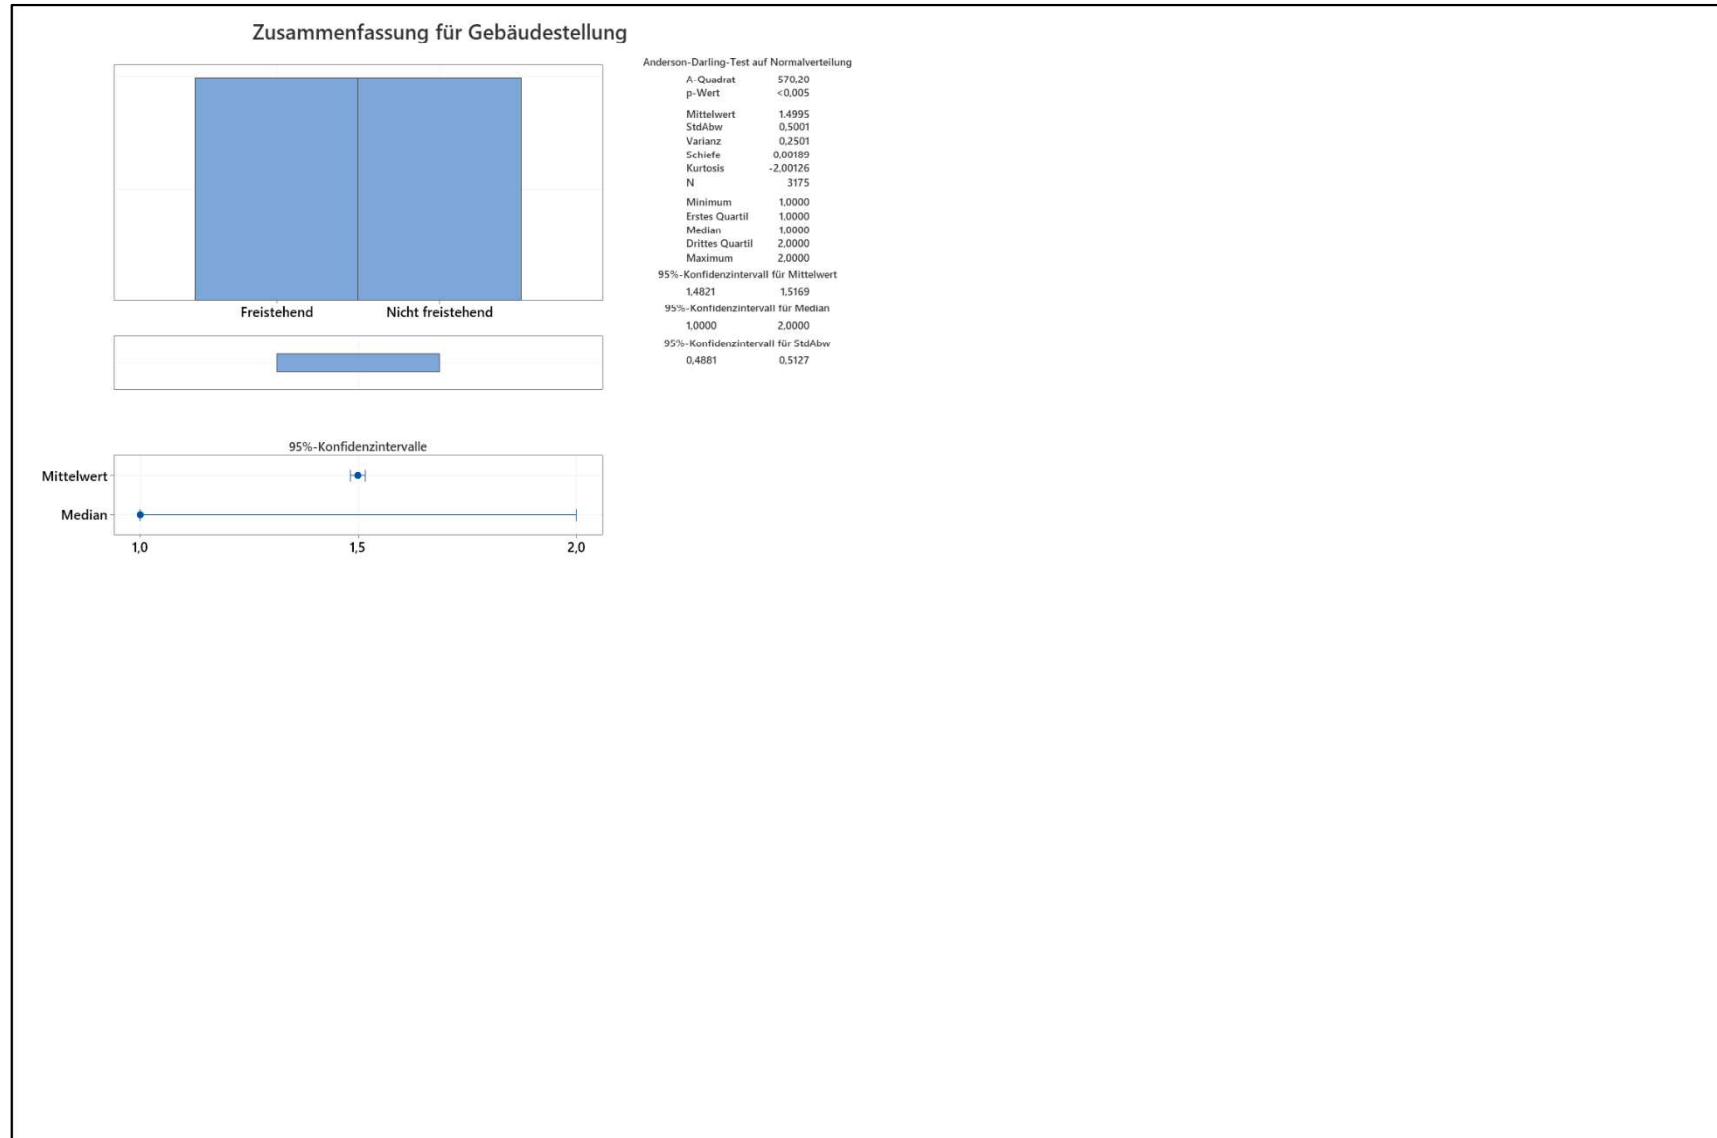 Zusammenfassung für Gebäudestellung
Freistehend Nicht freistehend
95%-Konfidenzintervalle
Mittelwert
Median
1,0 1,5 2,0
Anderson-Darling-Test auf Normalverteilung
A-Quadrat 570,20
p-Wert <0,005
Mittelwert 1.4995
StdAbw 0,5001
Varianz 0,2501
Schiefe 0,00189
Kurtosis -2,00126
N 3175
Minimum 1,0000
Erstes Quartil 1,0000
Median 1,0000
Drittes Quartil 2,0000
Maximum 2,0000
95%-Konfidenzintervall für Mittelwert
1,4821 1,5169
95%-Konfidenzintervall für Median
1,0000 2,0000
95%-Konfidenzintervall für StdAbw
0,4881 0,5127